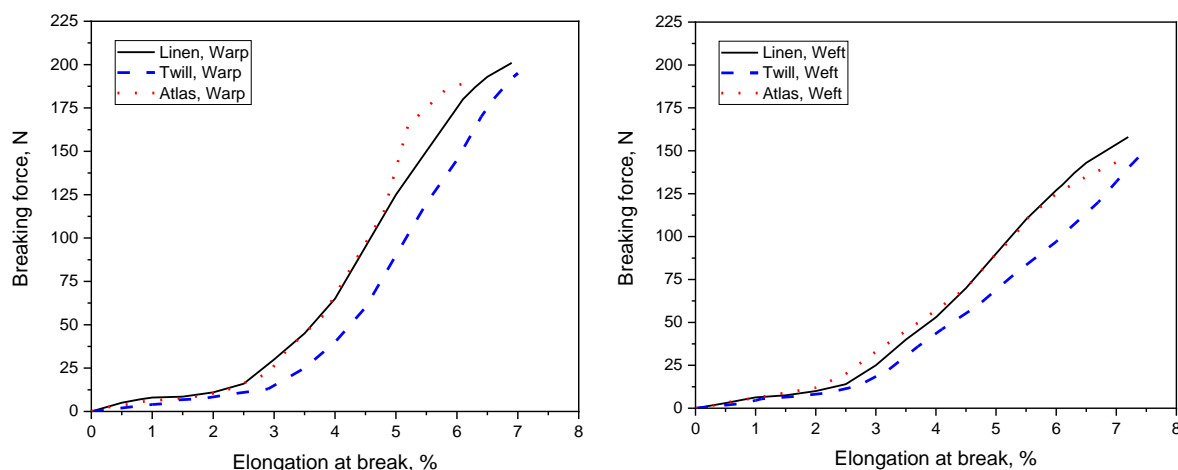 225
200
175
150
125
100
75
50
25
0
Breaking force, N
Linen, Warp
Twill, Warp
Atlas, Warp
0 1 2 3 4 5 6 7 8
Elongation at break, %
225
200
175
150
125
100
75
50
25
0
Breaking force, N
Linen, Weft
Twill, Weft
Atlas, Weft
0 1 2 3 4 5 6 7 8
Elongation at break, %